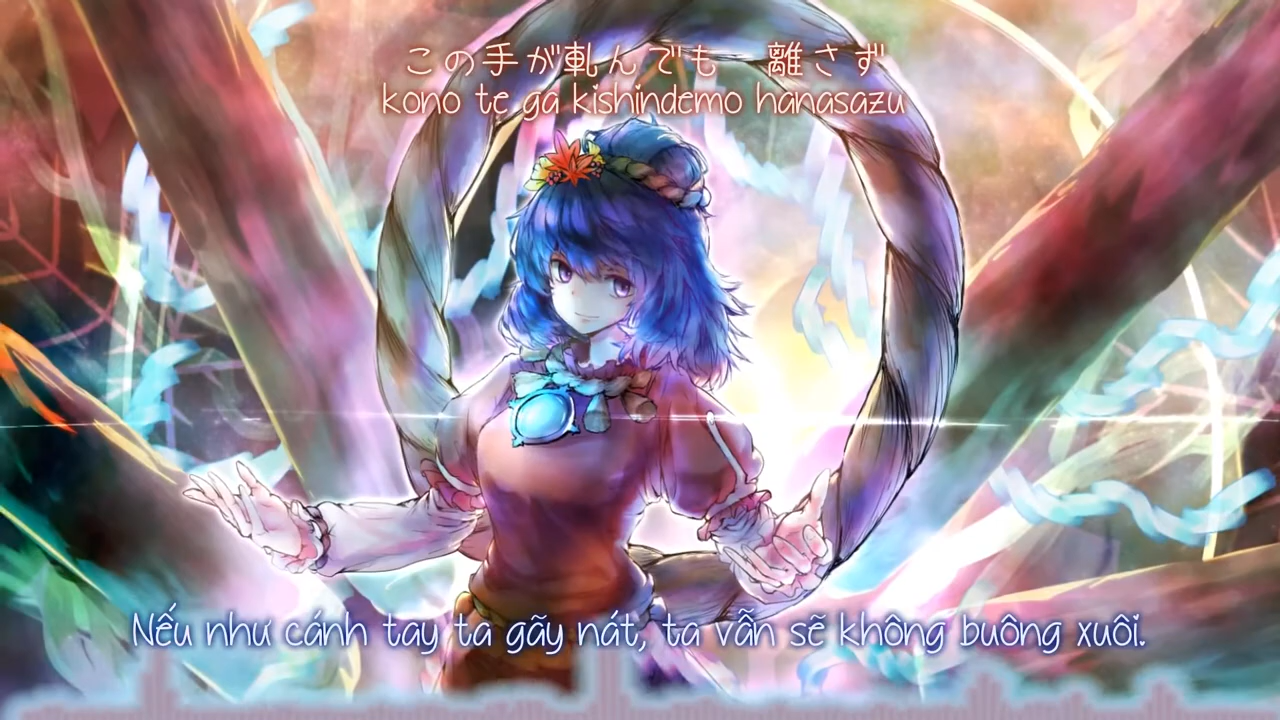 この手が軋んでも　離さず
kono te ga kishindemo hanasazu
Nếu như cánh tay ta gãy nát, ta vẫn sẽ không buông xuôi.